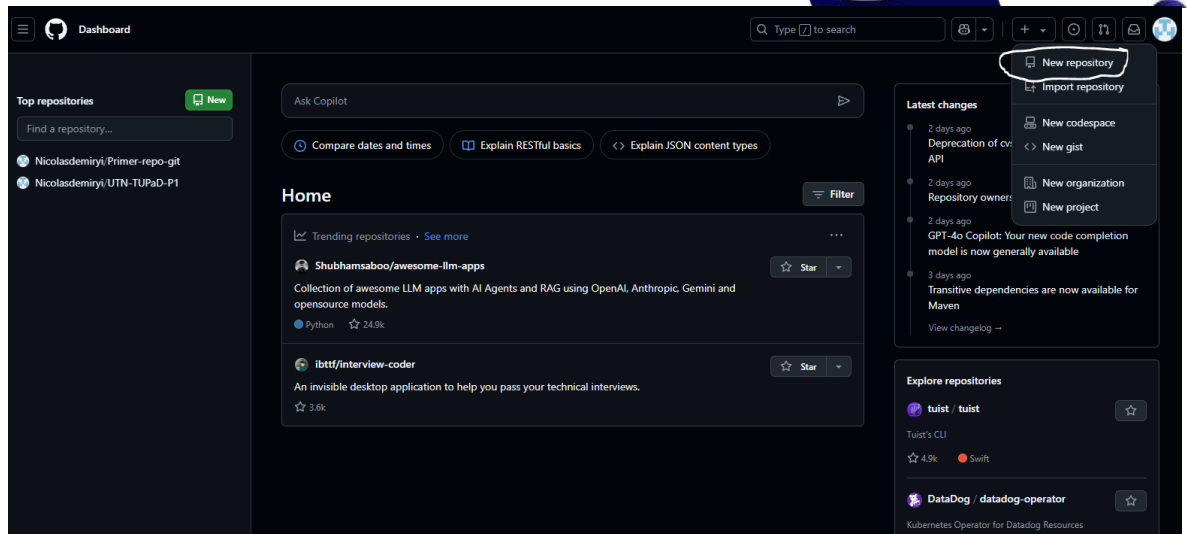 Dashboard
Type / to search
New repository
Import repository
New codespace
New gist
New organization
New project
Top repositories
New
Find a repository...
Nicolasdemiryi/Primer-repo-git
Nicolasdemiryi/UTN-TUPaD-P1
Ask Copilot
Compare dates and times
Explain RESTful basics
Explain JSON content types
Home
Filter
Trending repositories · See more
Shubhamsaboo/awesome-llm-apps
Star
Collection of awesome LLM apps with AI Agents and RAG using OpenAI, Anthropic, Gemini and
opensource models.
Python 24.9k
ibttf/interview-coder
Star
An invisible desktop application to help you pass your technical interviews.
3.6k
Latest changes
2 days ago
Deprecation of
API
2 days ago
Repository
2 days ago
GPT-4o Copilot: Your new code completion
model is now generally available
3 days ago
Transitive dependencies are now available for
Maven
View changelog →
Explore repositories
tuist / tuist
Tuist's CLI
4.9k Swift
DataDog / datadog-operator
Kubernetes Operator for Datadog Resources